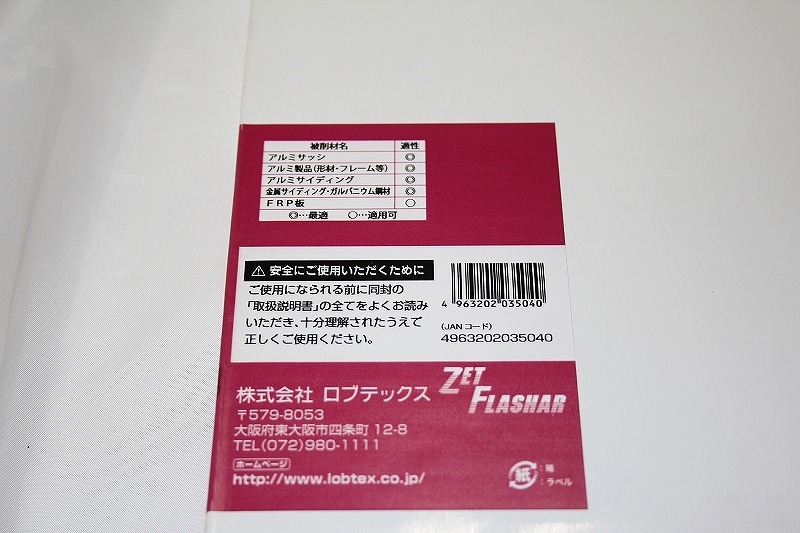 被削材名 適性
アルミサッシ ◎
アルミ製品(形材・フレーム等) ◎
アルミサイディング ◎
金属サイディング・ガルバニウム鋼材 ◎
FRP板 ○
◎…最適 ○…適用可
安全にご使用いただくために
ご使用になられる前に同封の
「取扱説明書」の全てをよくお読み
いただき、十分理解されたうえで
正しくご使用ください。
4 963202 035040
(JANコード)
4963202035040
株式会社 ロブテックス
〒579-8053
大阪府東大阪市四条町 12-8
TEL(072)980-1111
ホームページ
http://www.lobtex.co.jp/
ZET
FLASHAR
紙
:箱
:ラベル